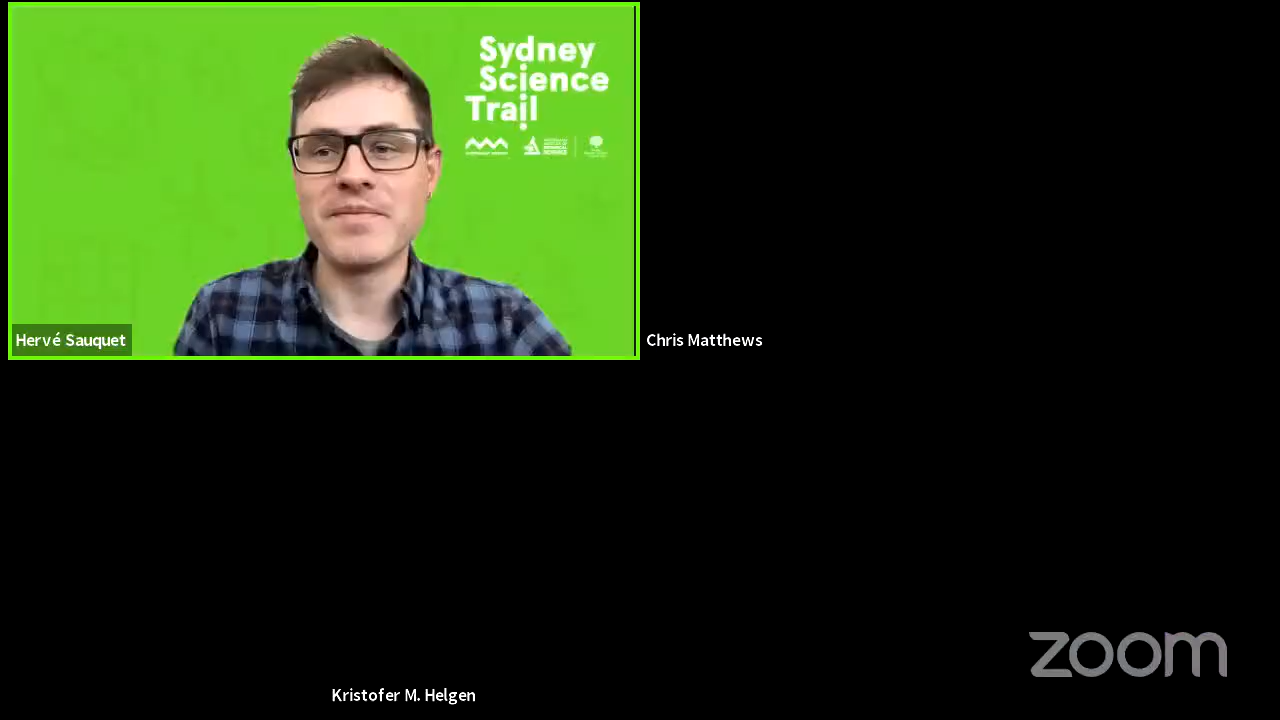 Sydney
Science
Trail
Hervé Sauquet
Chris Matthews
Kristofer M. Helgen
zoom